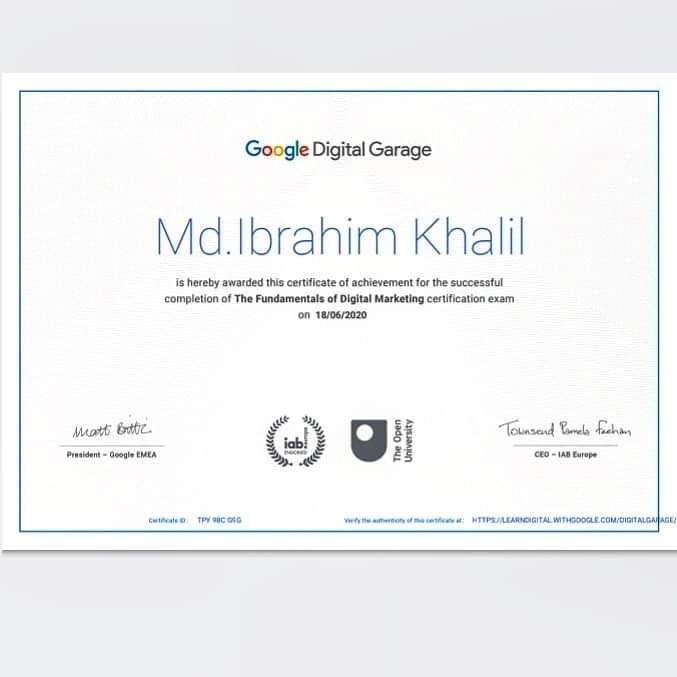 Google Digital Garage
Md.Ibrahim Khalil
is hereby awarded this certificate of achievement for the successful
completion of The Fundamentals of Digital Marketing certification exam
on 18/06/2020
Matt Brittin
President – Google EMEA
iab.
europe
ENDORSED
The Open
University
Townsend Pamela Feehan
CEO – IAB Europe
Certificate ID: TPY 98C G9G
Verify the authenticity of this certificate at: HTTPS://LEARNDIGITAL.WITHGOOGLE.COM/DIGITALGARAGE/